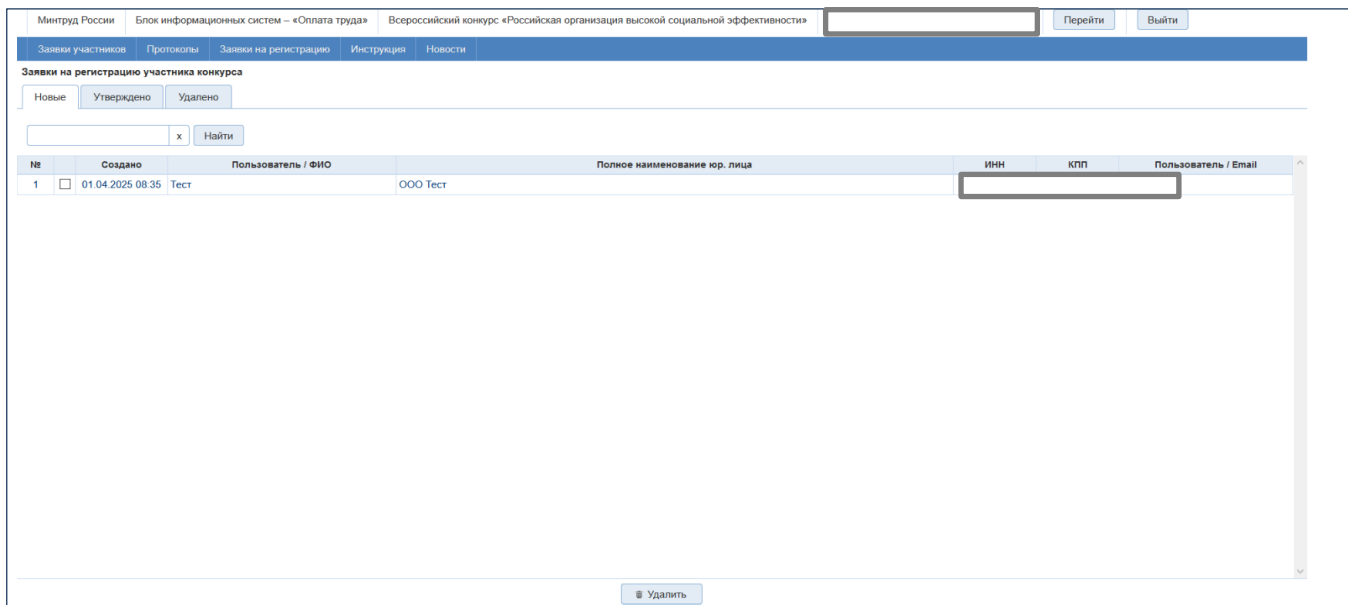 Минтруд России Блок информационных систем – «Оплата труда» Всероссийский конкурс «Российская организация высокой социальной эффективности» Перейти Выйти
Заявки участников Протоколы Заявки на регистрацию Инструкция Новости
Заявки на регистрацию участника конкурса
Новые Утверждено Удалено
x Найти
№ Создано Пользователь / ФИО Полное наименование юр. лица ИНН КПП Пользователь / Email
1 01.04.2025 08:35 Тест ООО Тест
Удалить